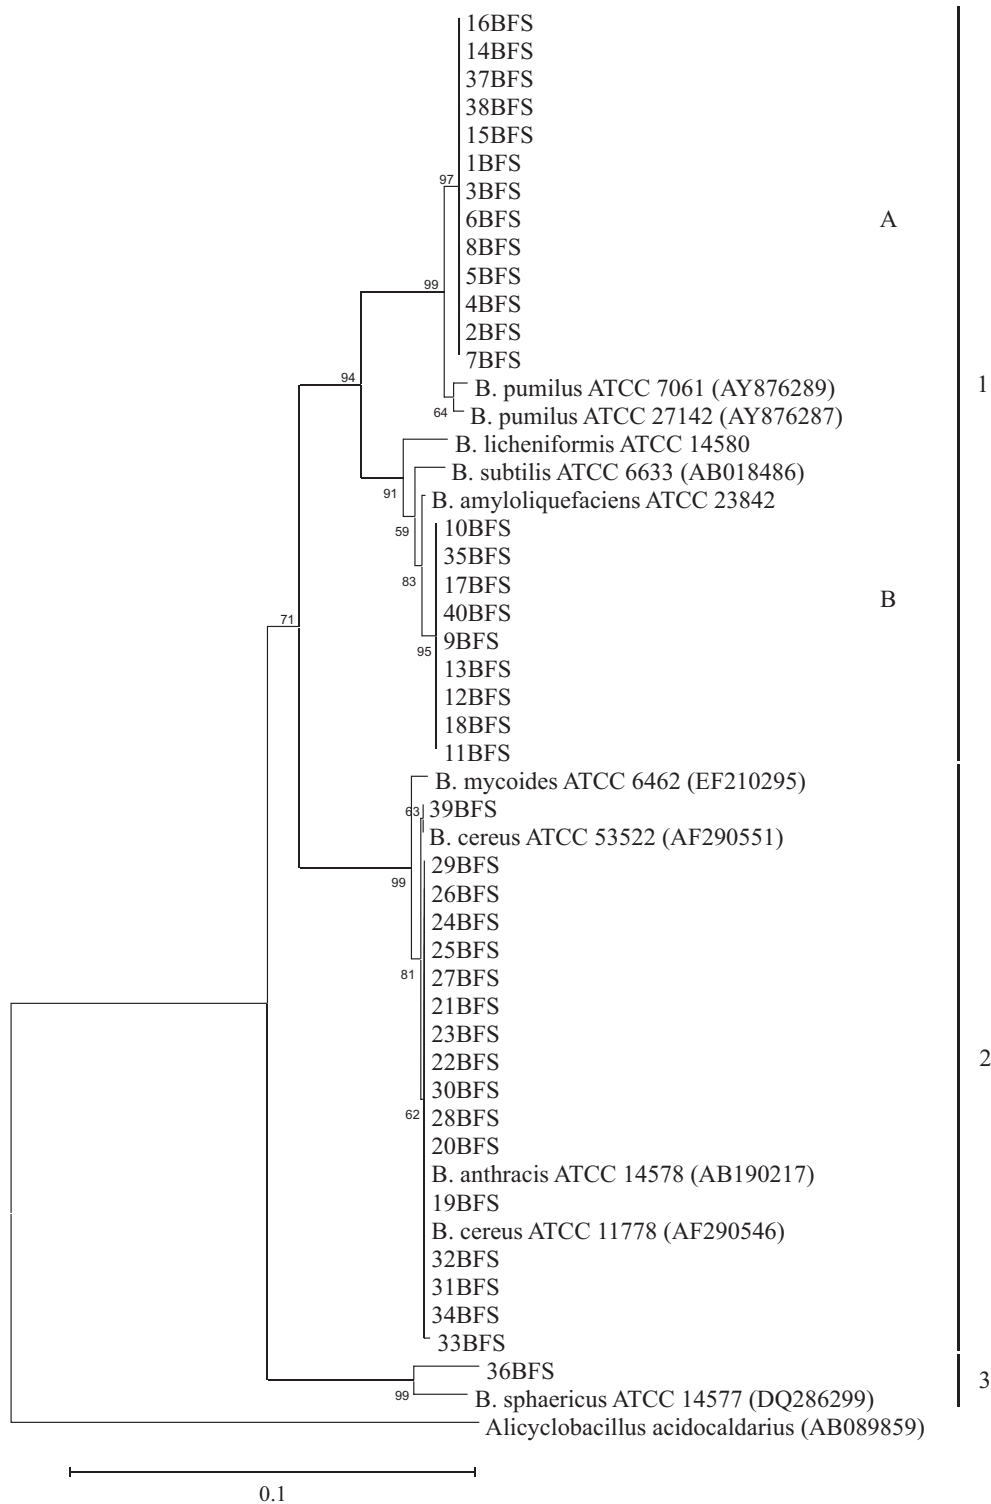 16BFS
14BFS
37BFS
38BFS
15BFS
1BFS
97
3BFS
6BFS
A
8BFS
5BFS
99
4BFS
2BFS
7BFS
94
1
B. pumilus ATCC 7061 (AY876289)
64
B. pumilus ATCC 27142 (AY876287)
B. licheniformis ATCC 14580
B. subtilis ATCC 6633 (AB018486)
91
B. amyloliquefaciens ATCC 23842
10BFS
59
35BFS
83
17BFS
B
40BFS
71
9BFS
95
13BFS
12BFS
18BFS
11BFS
B. mycoides ATCC 6462 (EF210295)
63
39BFS
B. cereus ATCC 53522 (AF290551)
29BFS
99
26BFS
24BFS
25BFS
81
27BFS
21BFS
23BFS
2
22BFS
30BFS
62
28BFS
20BFS
B. anthracis ATCC 14578 (AB190217)
19BFS
B. cereus ATCC 11778 (AF290546)
32BFS
31BFS
34BFS
33BFS
36BFS
3
99
B. sphaericus ATCC 14577 (DQ286299)
Alicyclobacillus acidocaldarius (AB089859)
0.1